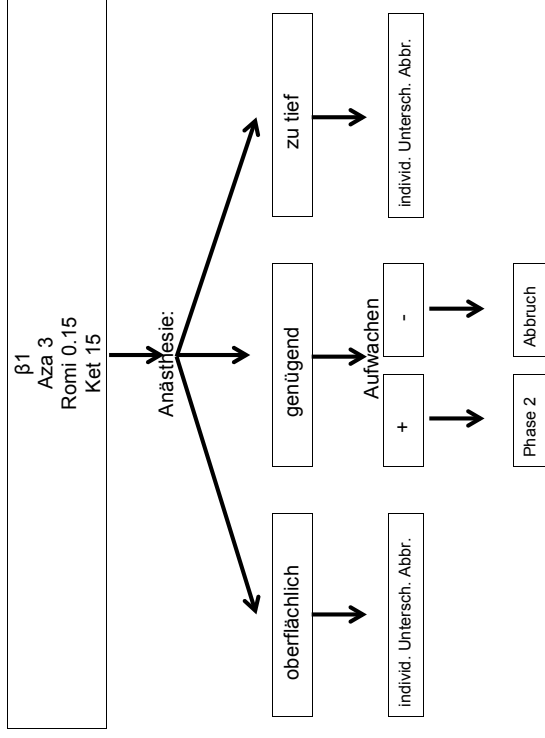 β1
Aza 3
Romi 0.15
Ket 15
Anästhesie:
oberflächlich
genügend
zu tief
individ. Untersch. Abbr.
Aufwachen
+
-
individ. Untersch. Abbr.
Phase 2
Abbruch